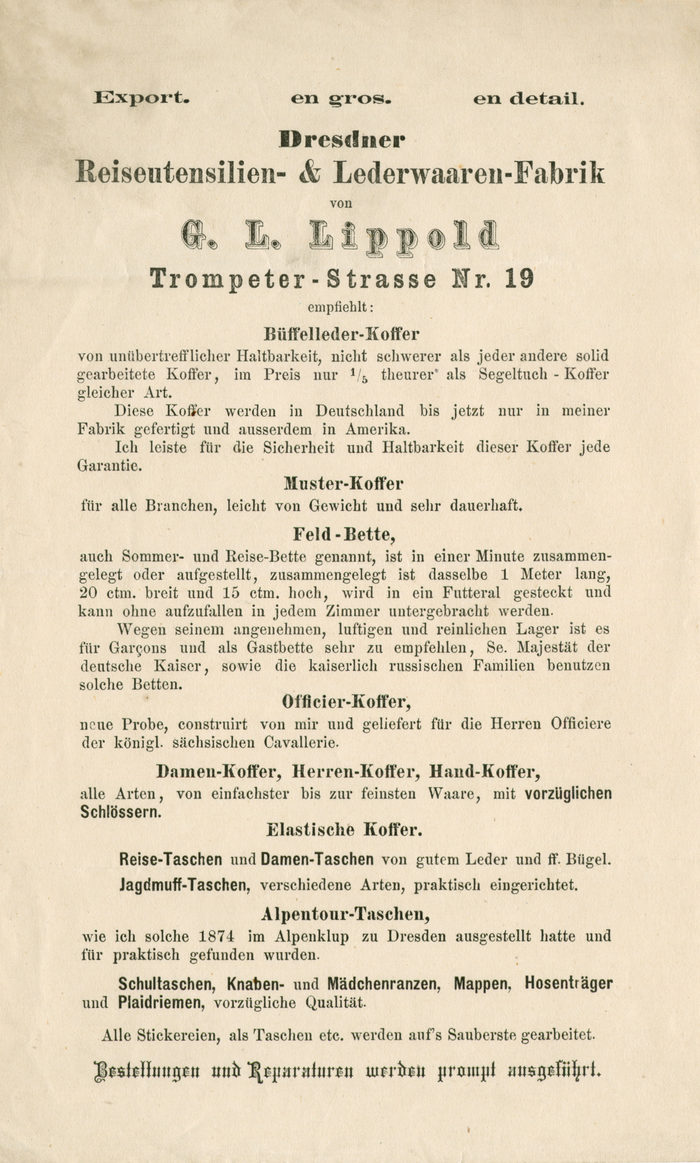 Export. en gros. en detail.
Dresdner
Reiseutensilien- & Lederwaaren-Fabrik
von
G. L. Lippold
Trompeter-Strasse Nr. 19
empfiehlt:
Büffelleder-Koffer
von unübertrefflicher Haltbarkeit, nicht schwerer als jeder andere solid
gearbeitete Koffer, im Preis nur 1/5 theurer als Segeltuch-Koffer
gleicher Art.
Diese Koffer werden in Deutschland bis jetzt nur in meiner
Fabrik gefertigt und ausserdem in Amerika.
Ich leiste für die Sicherheit und Haltbarkeit dieser Koffer jede
Garantie.
Muster-Koffer
für alle Branchen, leicht von Gewicht und sehr dauerhaft.
Feld-Bette,
auch Sommer- und Reise-Bette genannt, ist in einer Minute zusammen-
gelegt oder aufgestellt, zusammengelegt ist dasselbe 1 Meter lang,
20 ctm. breit und 15 ctm. hoch, wird in ein Futteral gesteckt und
kann ohne aufzufallen in jedem Zimmer untergebracht werden.
Wegen seinem angenehmen, luftigen und reinlichen Lager ist es
für Garçons und als Gastbette sehr zu empfehlen, Se. Majestät der
deutsche Kaiser, sowie die kaiserlich russischen Familien benutzen
solche Betten.
Officier-Koffer,
neue Probe, construirt von mir und geliefert für die Herren Officiere
der königl. sächsischen Cavallerie.
Damen-Koffer, Herren-Koffer, Hand-Koffer,
alle Arten, von einfachster bis zur feinsten Waare, mit vorzüglichen
Schlössern.
Elastische Koffer.
Reise-Taschen und Damen-Taschen von gutem Leder und ff. Bügel.
Jagdmuff-Taschen, verschiedene Arten, praktisch eingerichtet.
Alpentour-Taschen,
wie ich solche 1874 im Alpenklup zu Dresden ausgestellt hatte und
für praktisch gefunden wurden.
Schultaschen, Knaben- und Mädchenranzen, Mappen, Hosenträger
und Plaidriemen, vorzügliche Qualität.
Alle Stickereien, als Taschen etc. werden auf's Sauberste gearbeitet.
Bestellungen und Reparaturen werden prompt ausgeführt.